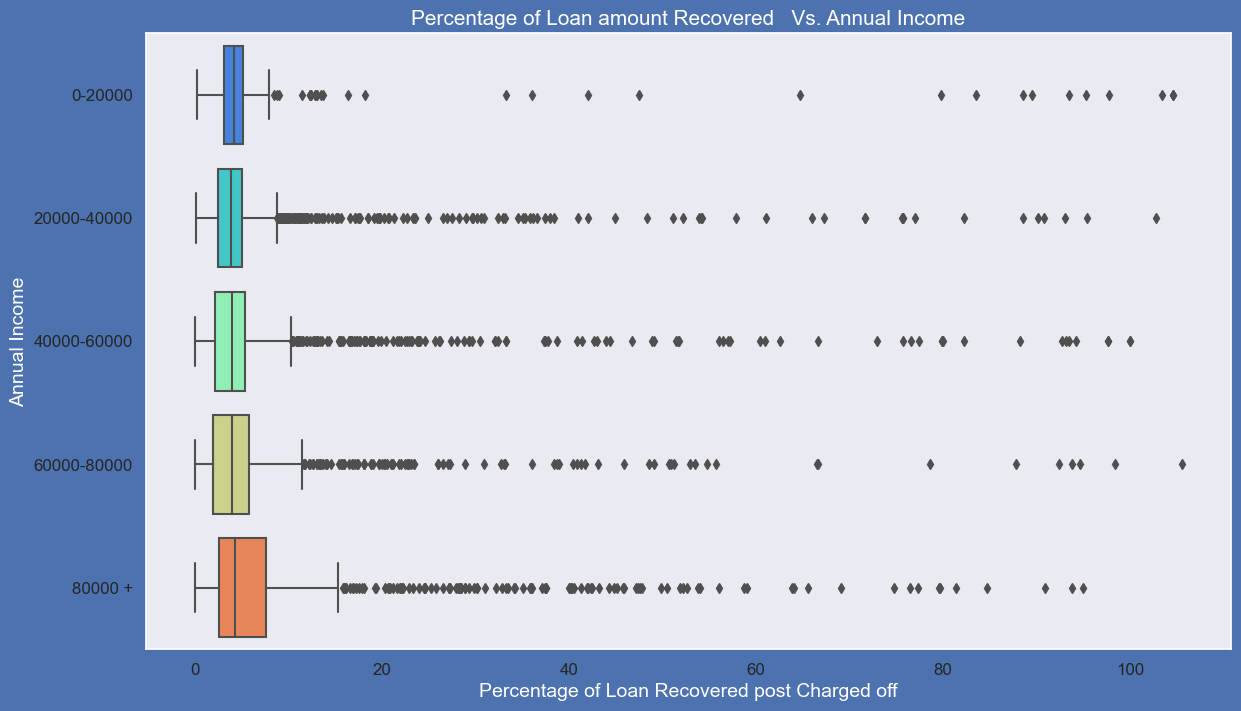 Percentage of Loan amount Recovered   Vs. Annual Income
Annual Income
0-20000
20000-40000
40000-60000
60000-80000
80000 +
0 20 40 60 80 100
Percentage of Loan Recovered post Charged off